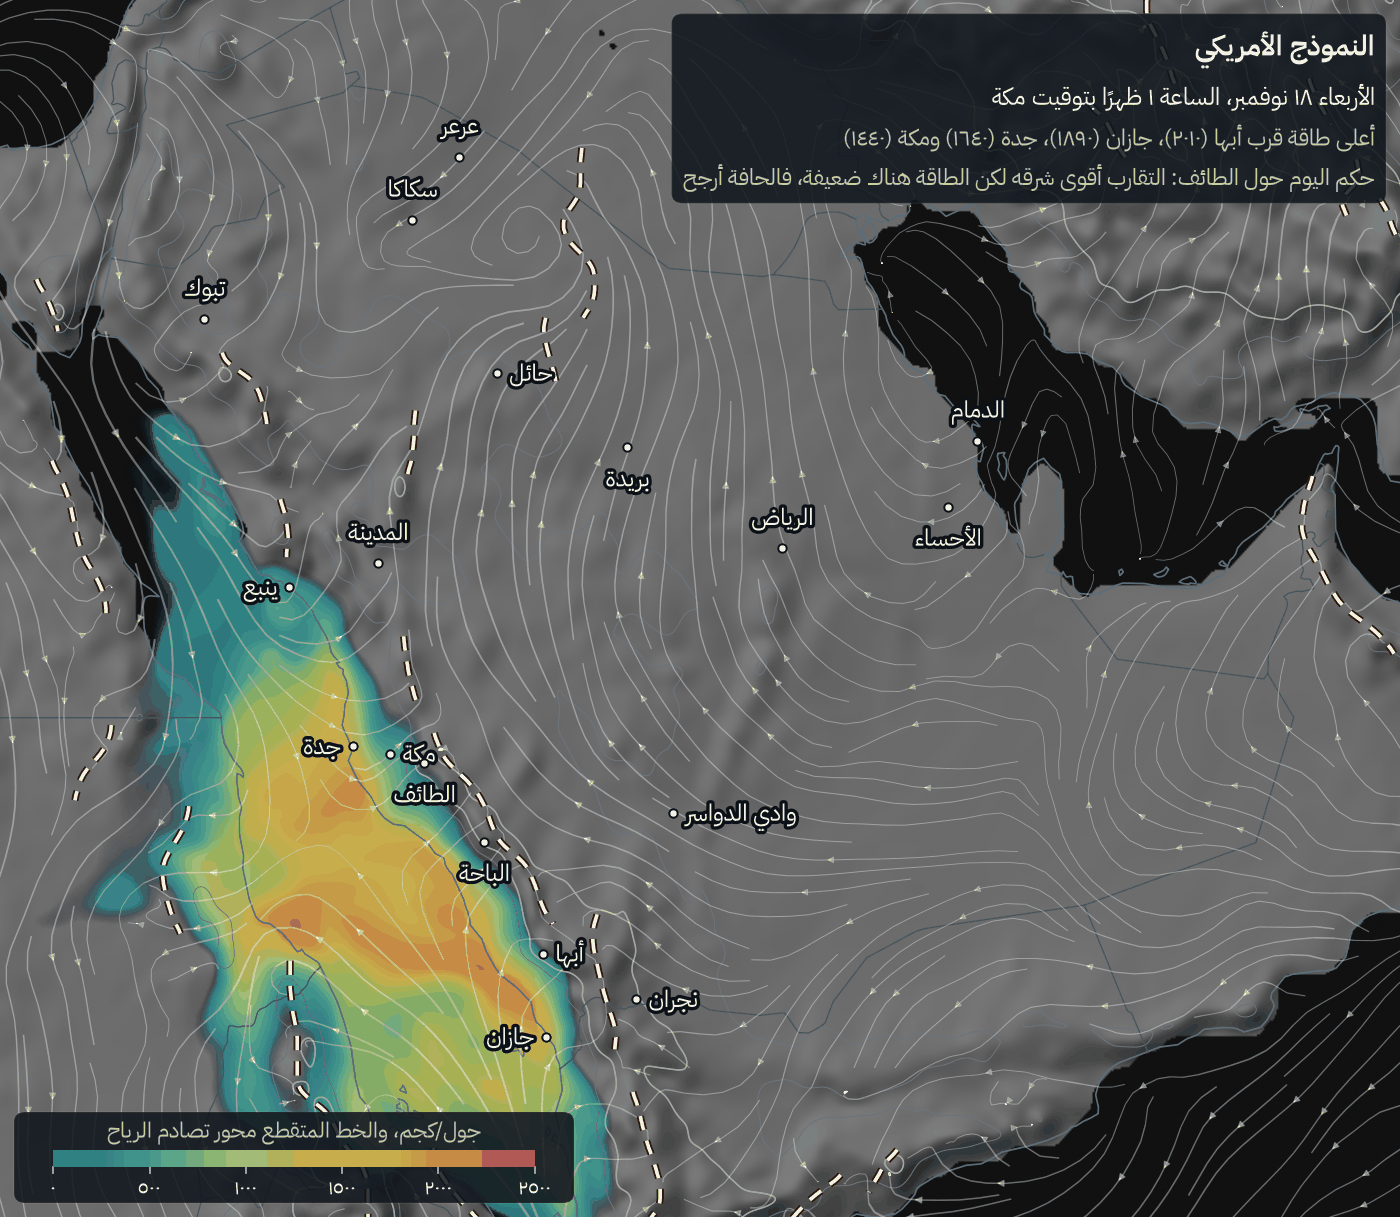 النموذج الأمريكي
الأربعاء ١٨ نوفمبر، الساعة ١ ظهرًا بتوقيت مكة
أعلى طاقة قرب أبها (٢٠١٠)، جازان (١٨٩٠)، جدة (١٦٤٠) ومكة (١٤٤٠)
حكم اليوم حول الطائف: التقارب أقوى شرقه لكن الطاقة هناك ضعيفة، فالحافة أرجح
عرعر
سكاكا
تبوك
حائل
الدمام
بريدة
الرياض
الأحساء
المدينة
ينبع
جدة
مكة
الطائف
وادي الدواسر
الباحة
أبها
نجران
جازان
جول/كجم، والخط المتقطع محور تصادم الرياح
٠ ٥٠٠ ١٠٠٠ ١٥٠٠ ٢٠٠٠ ٢٥٠٠